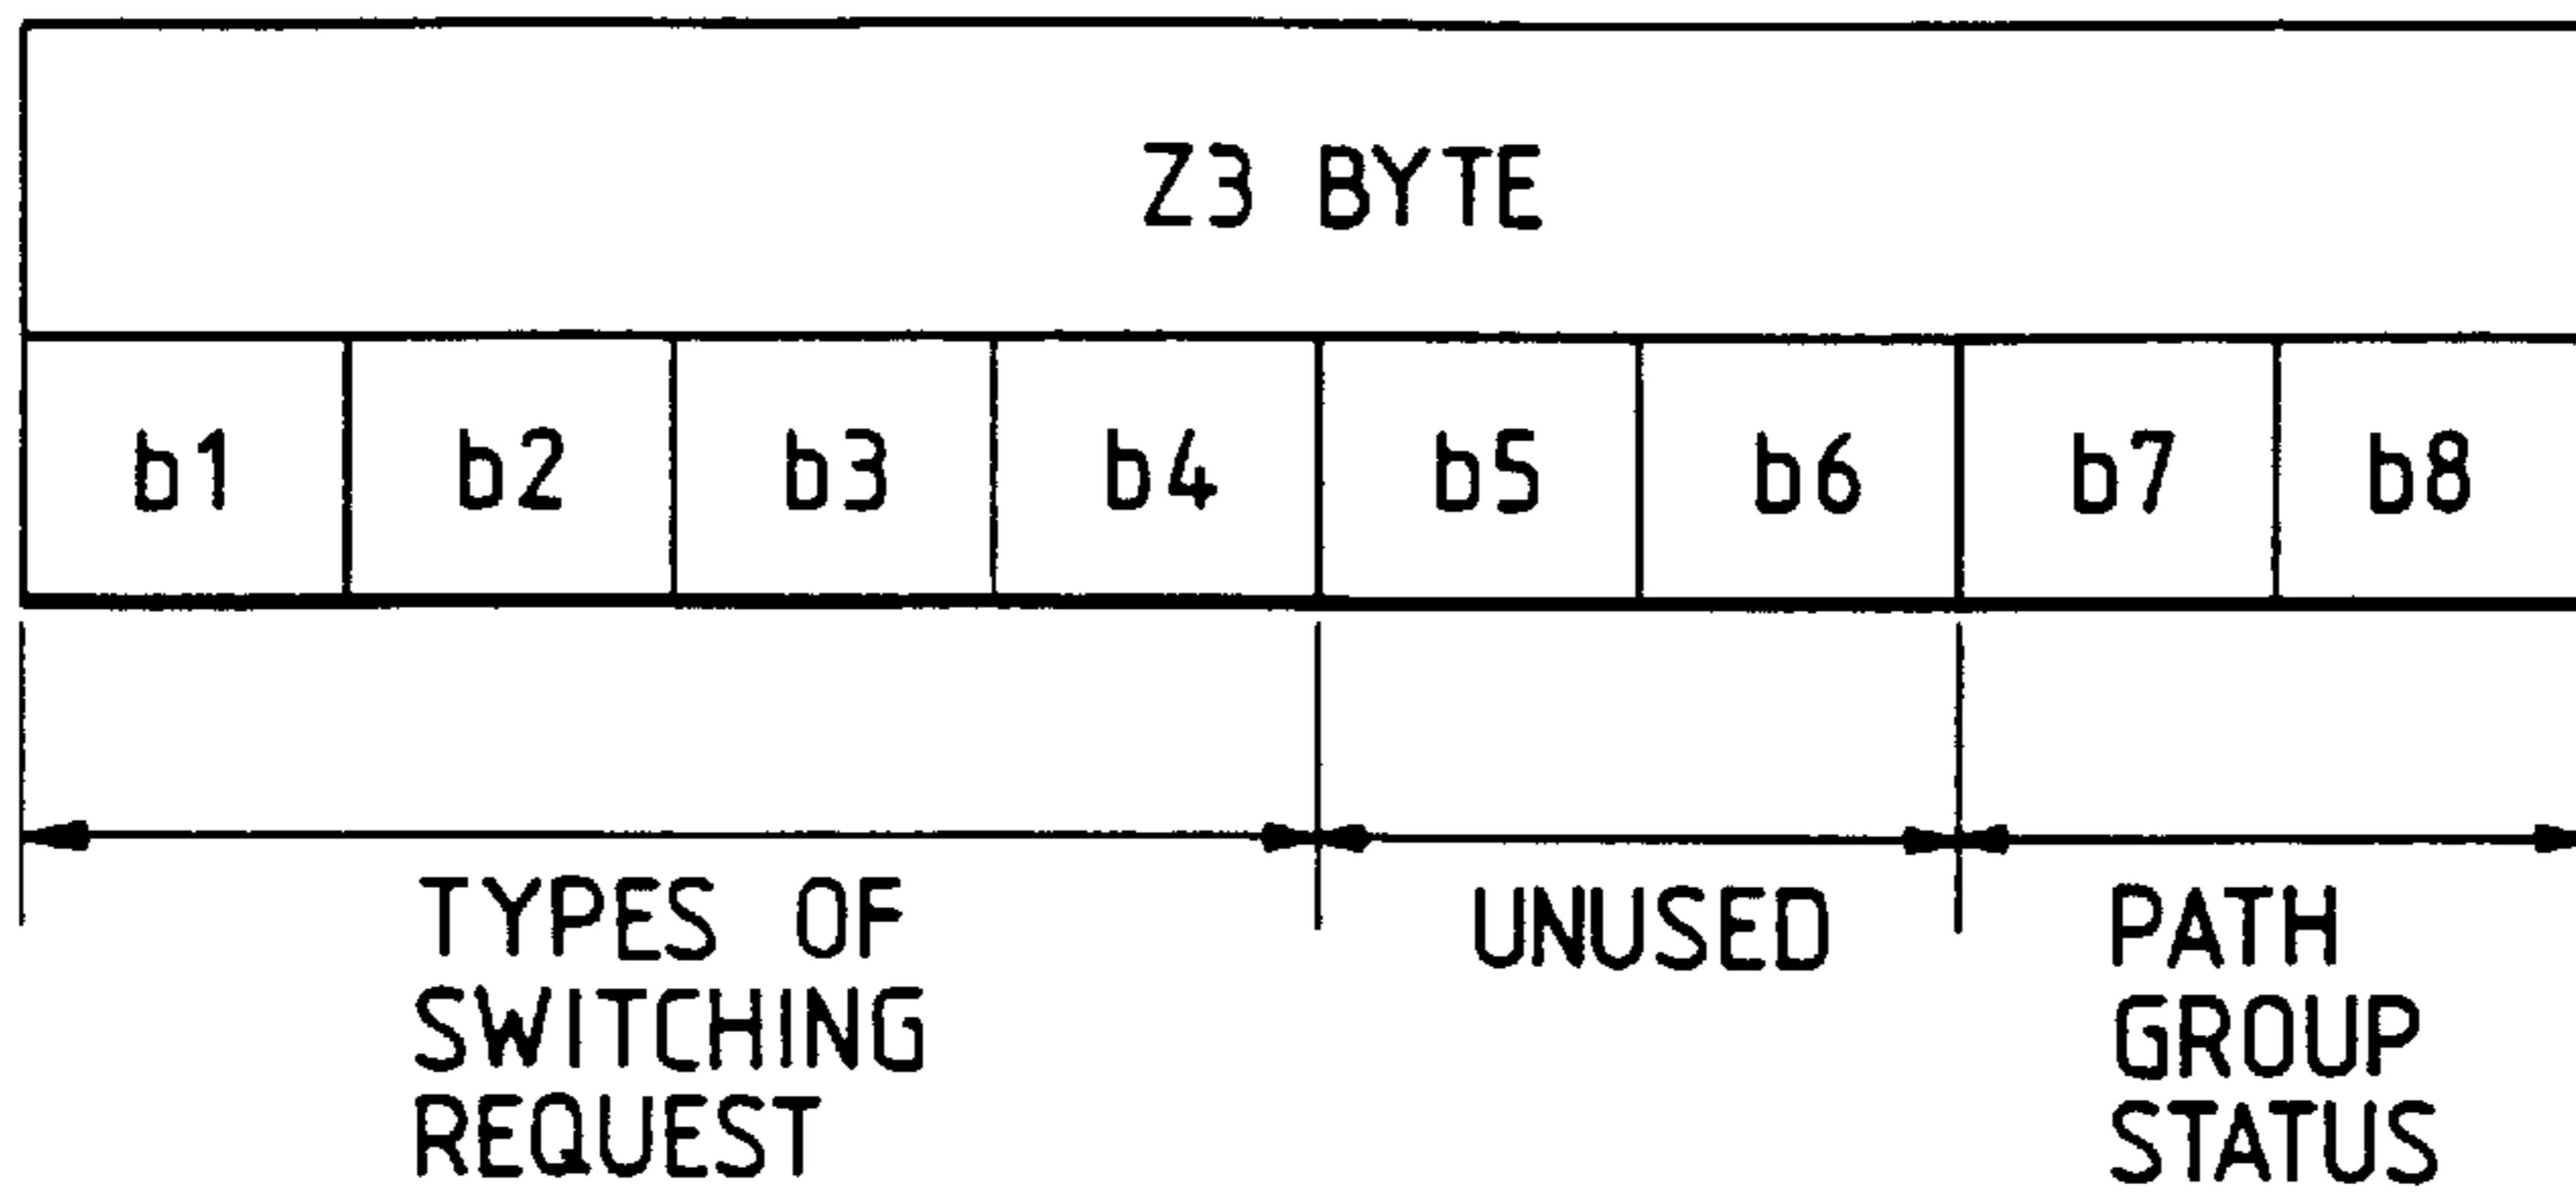 Z3 BYTE
b1 b2 b3 b4 b5 b6 b7 b8
TYPES OF
SWITCHING
REQUEST
UNUSED
PATH
GROUP
STATUS